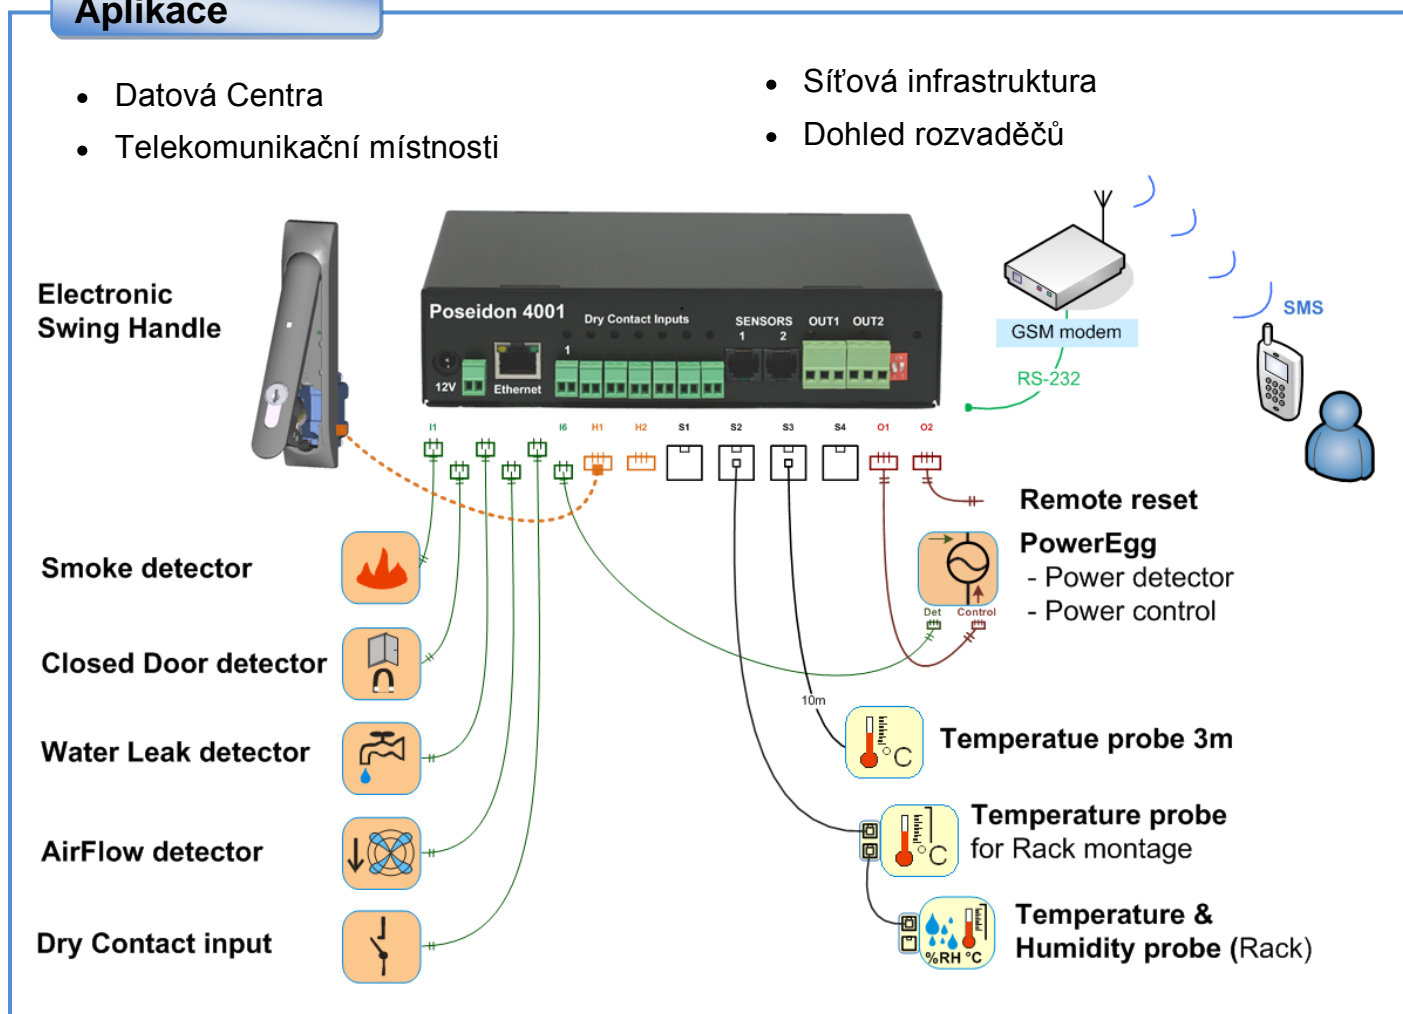 Aplikace
Datová Centra
Telekomunikační místnosti
Síťová infrastruktura
Dohled rozvaděčů
Electronic
Swing Handle
Poseidon 4001
Dry Contact Inputs
SENSORS
OUT1
OUT2
1
1
2
12V
Ethernet
GSM modem
SMS
RS-232
I1
I6
H1
H2
S1
S2
S3
S4
O1
O2
Remote reset
PowerEgg
- Power detector
- Power control
Det
Control
Smoke detector
Closed Door detector
Water Leak detector
AirFlow detector
Dry Contact input
10m
°C
Temperatue probe 3m
°C
Temperature probe
for Rack montage
%RH °C
Temperature &
Humidity probe (Rack)